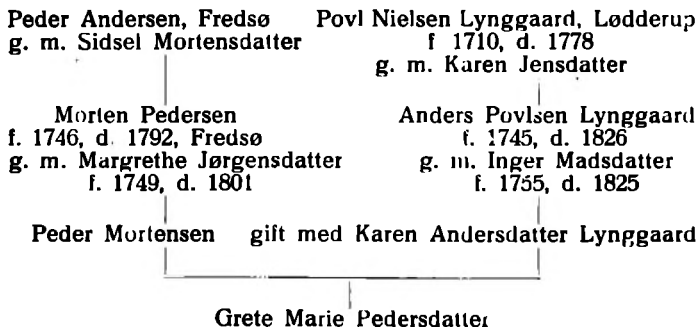 Peder Andersen, Fredsø
g. m. Sidsel Mortensdatter
Povl Nielsen Lynggaard, Lødderup
f 1710, d. 1778
g. m. Karen Jensdatter
Morten Pedersen
f. 1746, d. 1792, Fredsø
g. m. Margrethe Jørgensdatter
f. 1749, d. 1801
Anders Povlsen Lynggaard
f. 1745, d. 1826
g. m. Inger Madsdatter
f. 1755, d. 1825
Peder Mortensen gift med Karen Andersdatter Lynggaard
Grete Marie Pedersdatter